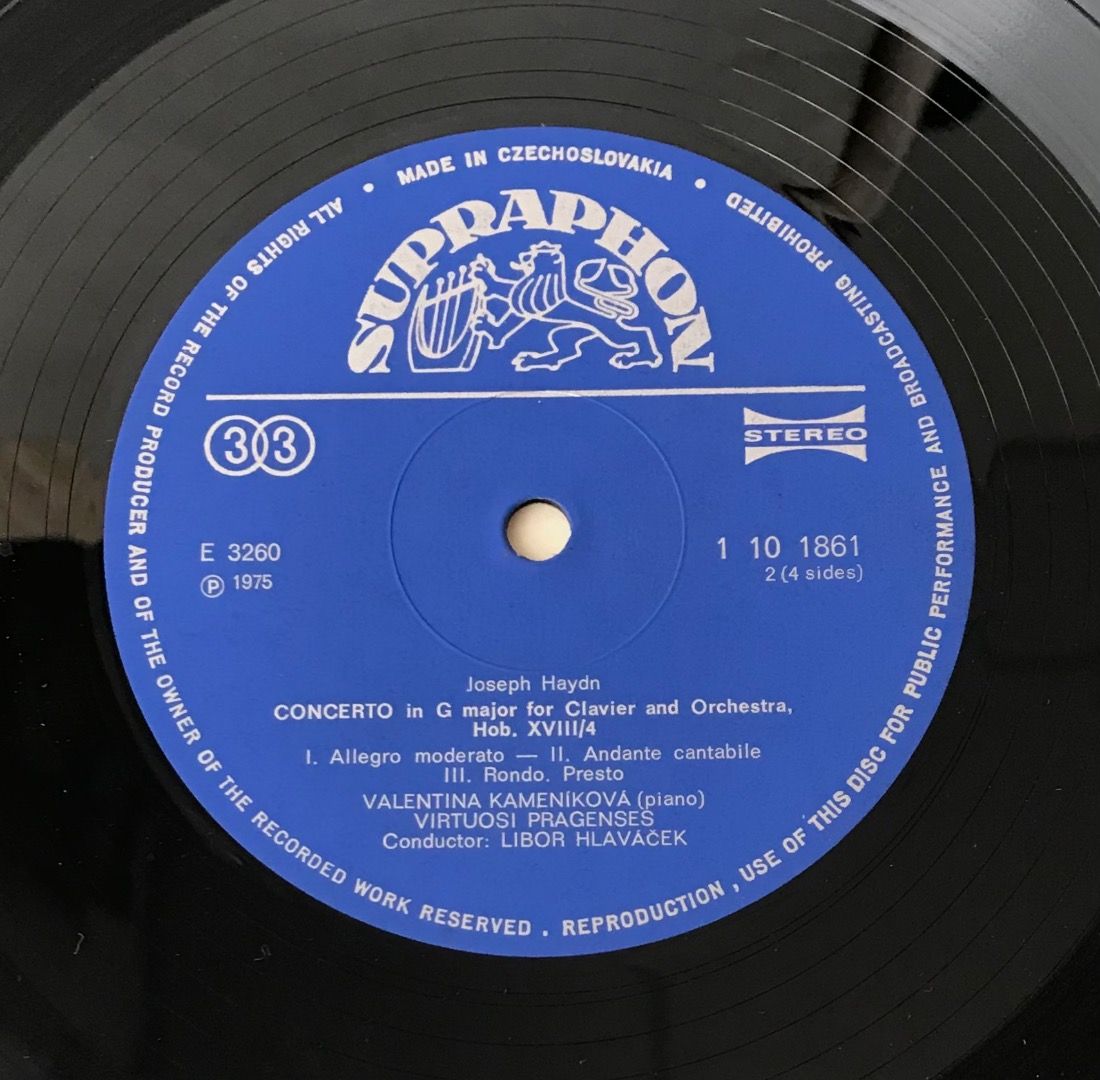 MADE IN CZECHOSLOVAKIA
SUPRAPHON
33
STEREO
E 3260
1 10 1861
Ⓟ 1975
2 (4 sides)
Joseph Haydn
CONCERTO in G major for Clavier and Orchestra,
Hob. XVIII/4
I. Allegro moderato — II. Andante cantabile
III. Rondo. Presto
VALENTINA KAMENÍKOVÁ (piano)
VIRTUOSI PRAGENSES
Conductor: LIBOR HLAVÁČEK
ALL RIGHTS OF THE RECORD PRODUCER AND OF THE OWNER OF THE RECORDED WORK RESERVED . REPRODUCTION , USE OF THIS DISC FOR PUBLIC PERFORMANCE AND BROADCASTING PROHIBITED